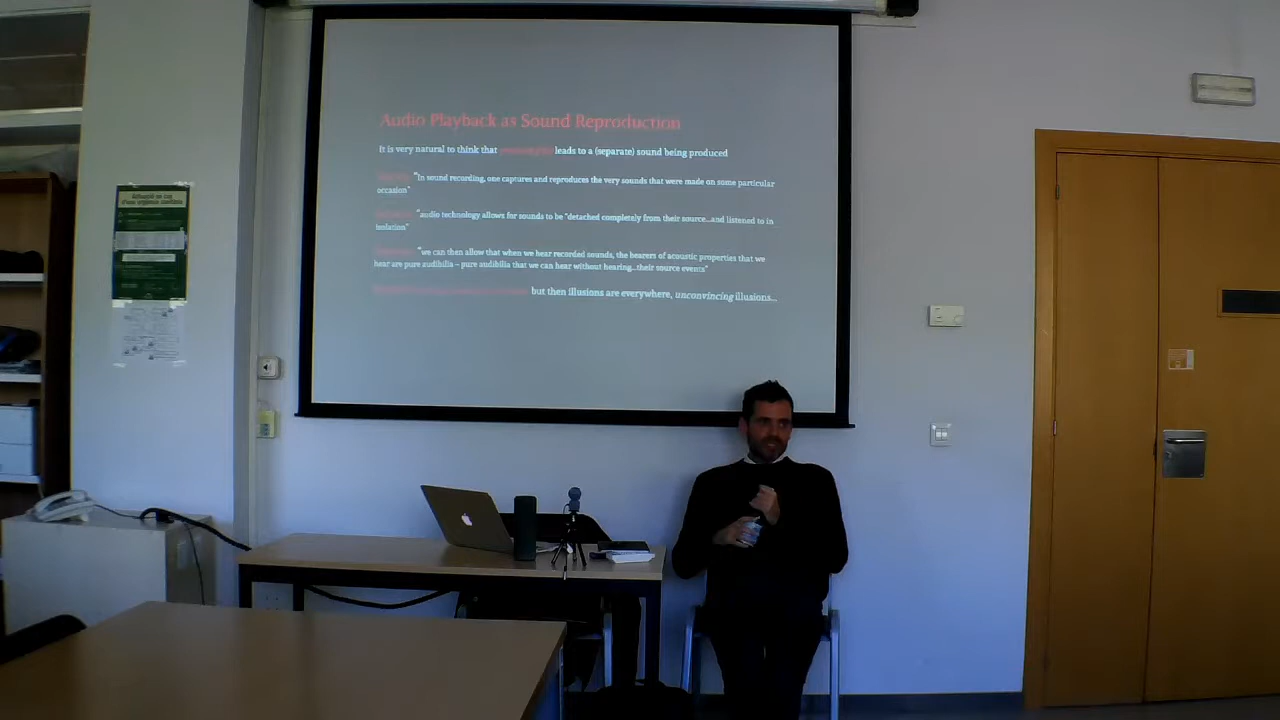 Audio Playback as Sound Reproduction
It is very natural to think that leads to a (separate) sound being produced
"In sound recording, one captures and reproduces the very sounds that were made on some particular
occasion"
"audio technology allows for sounds to be "detached completely from their source...and listened to in
isolation"
"we can then allow that when we hear recorded sounds, the bearers of acoustic properties that we
hear are pure audibilia – pure audibilia that we can hear without hearing...their source events"
but then illusions are everywhere, unconvincing illusions...